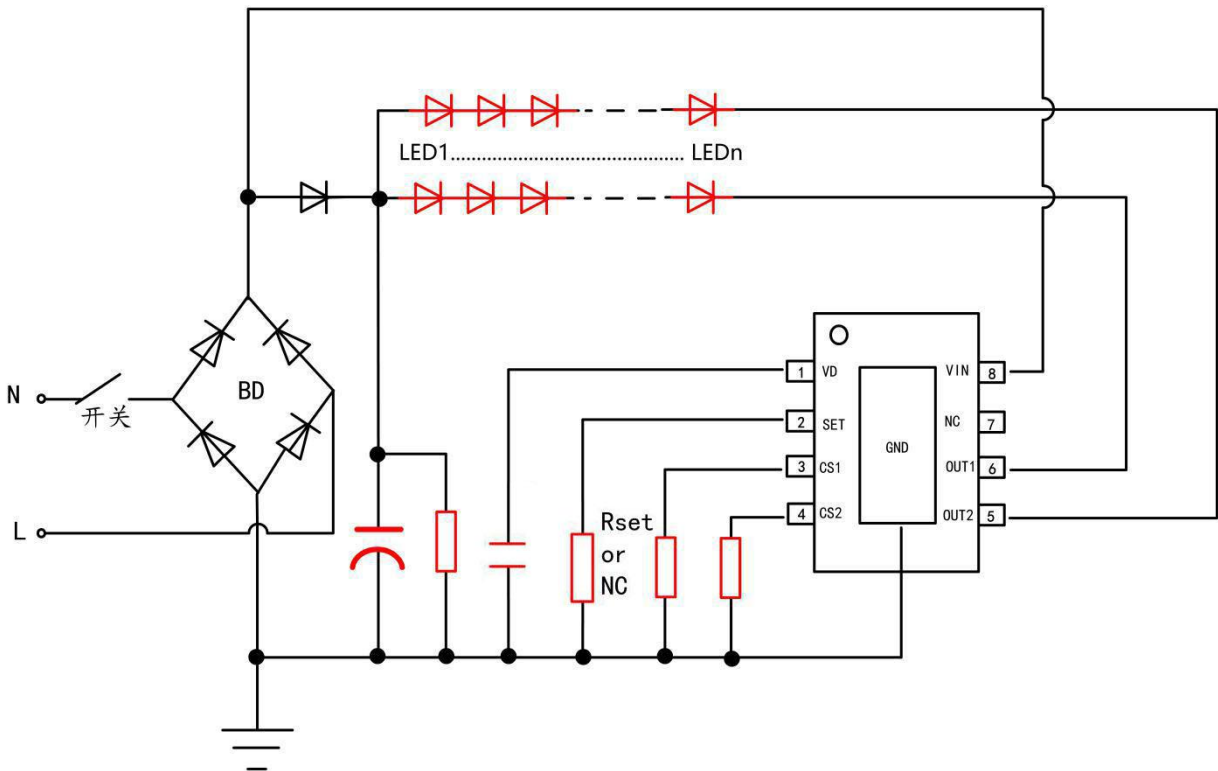 LED1.............................................. LEDn
BD
N
开关
L
1 VD
2 SET
3 CS1
4 CS2
GND
VIN 8
NC 7
OUT1 6
OUT2 5
Rset
or
NC